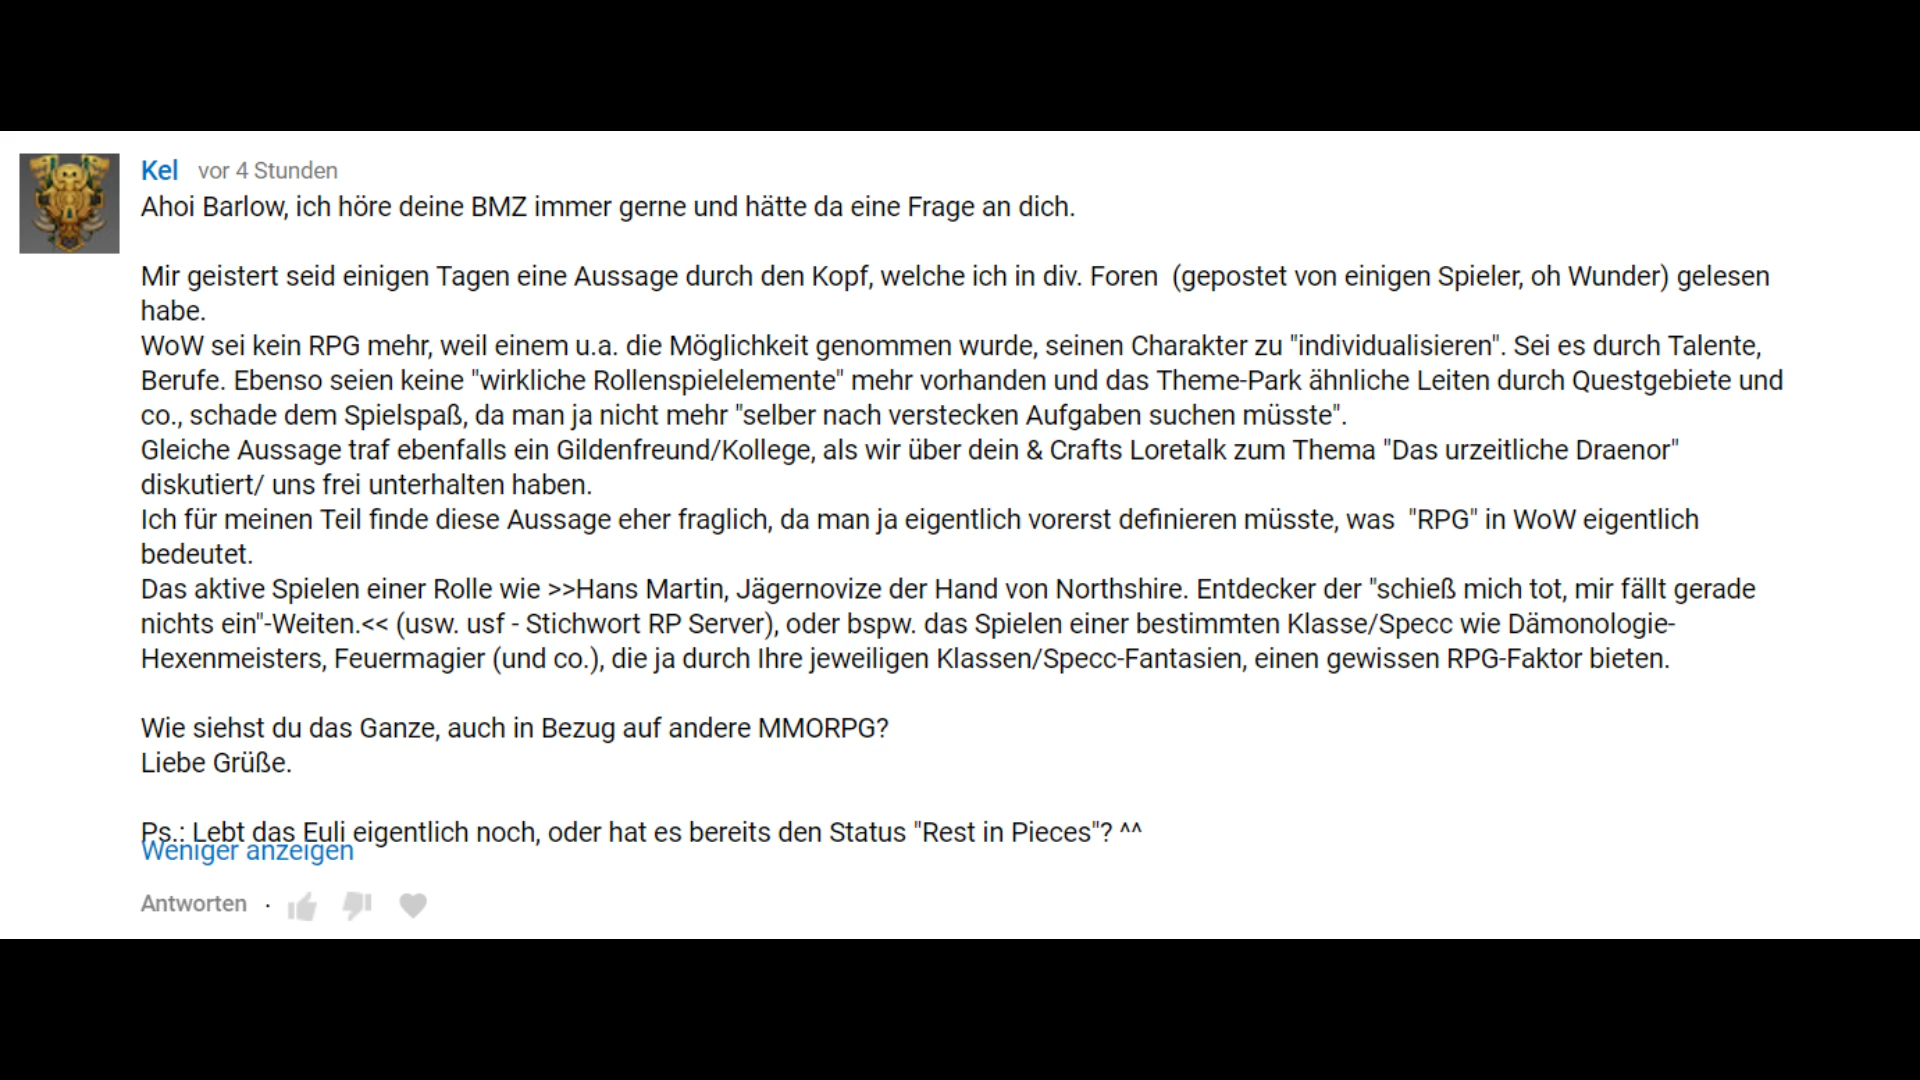 Kel vor 4 Stunden
Ahoi Barlow, ich höre deine BMZ immer gerne und hätte da eine Frage an dich.
Mir geistert seid einigen Tagen eine Aussage durch den Kopf, welche ich in div. Foren  (gepostet von einigen Spieler, oh Wunder) gelesen
habe.
WoW sei kein RPG mehr, weil einem u.a. die Möglichkeit genommen wurde, seinen Charakter zu "individualisieren". Sei es durch Talente,
Berufe. Ebenso seien keine "wirkliche Rollenspielelemente" mehr vorhanden und das Theme-Park ähnliche Leiten durch Questgebiete und
co., schade dem Spielspaß, da man ja nicht mehr "selber nach verstecken Aufgaben suchen müsste".
Gleiche Aussage traf ebenfalls ein Gildenfreund/Kollege, als wir über dein & Crafts Loretalk zum Thema "Das urzeitliche Draenor"
diskutiert/ uns frei unterhalten haben.
Ich für meinen Teil finde diese Aussage eher fraglich, da man ja eigentlich vorerst definieren müsste, was  "RPG" in WoW eigentlich
bedeutet.
Das aktive Spielen einer Rolle wie >>Hans Martin, Jägernovize der Hand von Northshire. Entdecker der "schieß mich tot, mir fällt gerade
nichts ein"-Weiten.<< (usw. usf - Stichwort RP Server), oder bspw. das Spielen einer bestimmten Klasse/Specc wie Dämonologie-
Hexenmeisters, Feuermagier (und co.), die ja durch Ihre jeweiligen Klassen/Specc-Fantasien, einen gewissen RPG-Faktor bieten.
Wie siehst du das Ganze, auch in Bezug auf andere MMORPG?
Liebe Grüße.
Ps.: Lebt das Euli eigentlich noch, oder hat es bereits den Status "Rest in Pieces"? ^^
Weniger anzeigen
Antworten ·